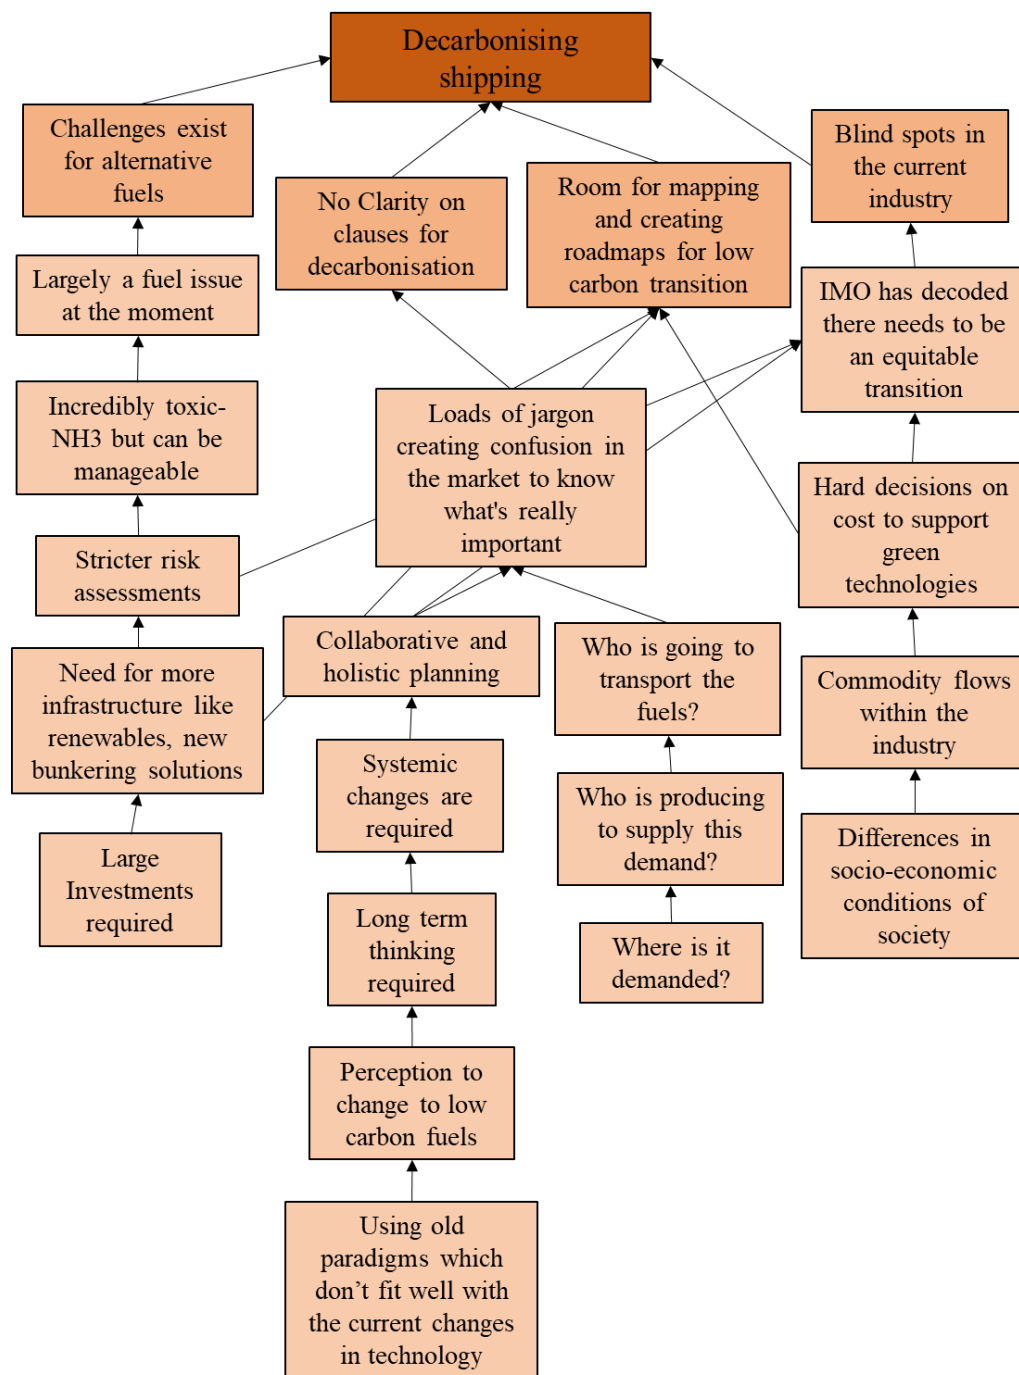 Decarbonising
shipping
Challenges exist
for alternative
fuels
No Clarity on
clauses for
decarbonisation
Room for mapping
and creating
roadmaps for low
carbon transition
Blind spots in
the current
industry
Largely a fuel issue
at the moment
IMO has decoded
there needs to be
an equitable
transition
Incredibly toxic-
NH3 but can be
manageable
Loads of jargon
creating confusion in
the market to know
what's really
important
Hard decisions on
cost to support
green
technologies
Stricter risk
assessments
Collaborative and
holistic planning
Who is going to
transport the
fuels?
Need for more
infrastructure like
renewables, new
bunkering solutions
Commodity flows
within the
industry
Systemic
changes are
required
Who is producing
to supply this
demand?
Large
Investments
required
Differences in
socio-economic
conditions of
society
Long term
thinking
required
Where is it
demanded?
Perception to
change to low
carbon fuels
Using old
paradigms which
don’t fit well with
the current changes
in technology